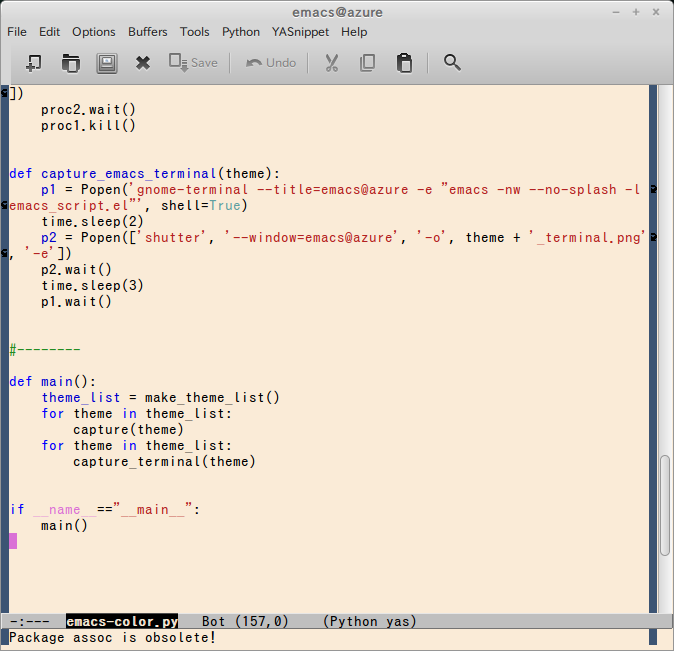 emacs@azure
File Edit Options Buffers Tools Python YASnippet Help
Save Undo
])
    proc2.wait()
    proc1.kill()
def capture_emacs_terminal(theme):
    p1 = Popen('gnome-terminal --title=emacs@azure -e "emacs -nw --no-splash -l
emacs_script.el"', shell=True)
    time.sleep(2)
    p2 = Popen(['shutter', '--window=emacs@azure', '-o', theme + '_terminal.png'
, '-e'])
    p2.wait()
    time.sleep(3)
    p1.wait()
#--------
def main():
    theme_list = make_theme_list()
    for theme in theme_list:
        capture(theme)
    for theme in theme_list:
        capture_terminal(theme)
if __name__=="__main__":
    main()
-:---  emacs-color.py   Bot (157,0)    (Python yas)
Package assoc is obsolete!